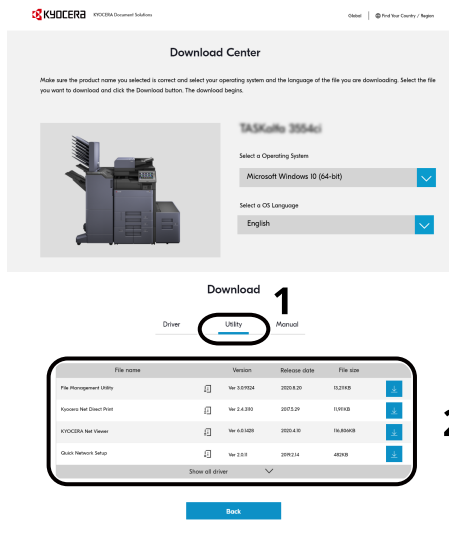 KYOCERA KYOCERA Document Solutions Global Find Your Country / Region
Download Center
Make sure the product name you selected is correct and select your operating system and the language of the file you are downloading. Select the file
you want to download and click the Download button. The download begins.
TASKalfa 3554ci
Select a Operating System
Microsoft Windows 10 (64-bit)
Select a OS Language
English
Download 1
Driver Utility Manual
File name Version Release date File size
File Management Utility Ver 3.0.9324 2020.8.20 13,211KB
Kyocera Net Direct Print Ver 2.4.3110 2017.5.29 11,911KB
KYOCERA Net Viewer Ver 6.0.1428 2020.4.10 116,806KB
Quick Network Setup Ver 2.0.11 2019.2.14 482KB
2
Show all driver
Back